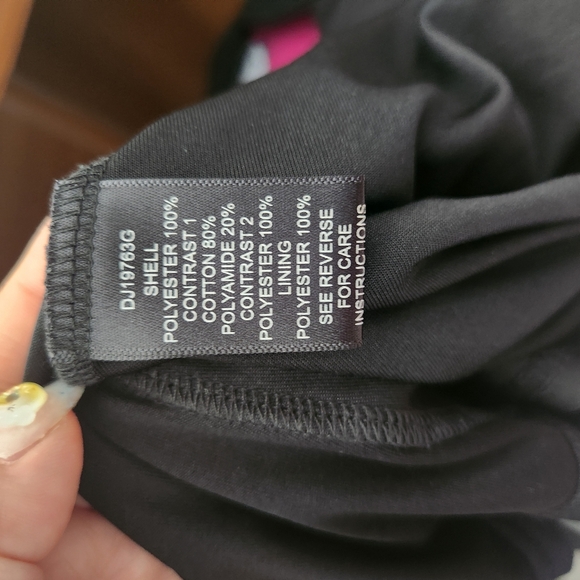 DJ19763G
SHELL
POLYESTER 100%
CONTRAST 1
COTTON 80%
POLYAMIDE 20%
CONTRAST 2
POLYESTER 100%
LINING
POLYESTER 100%
SEE REVERSE
FOR CARE
INSTRUCTIONS